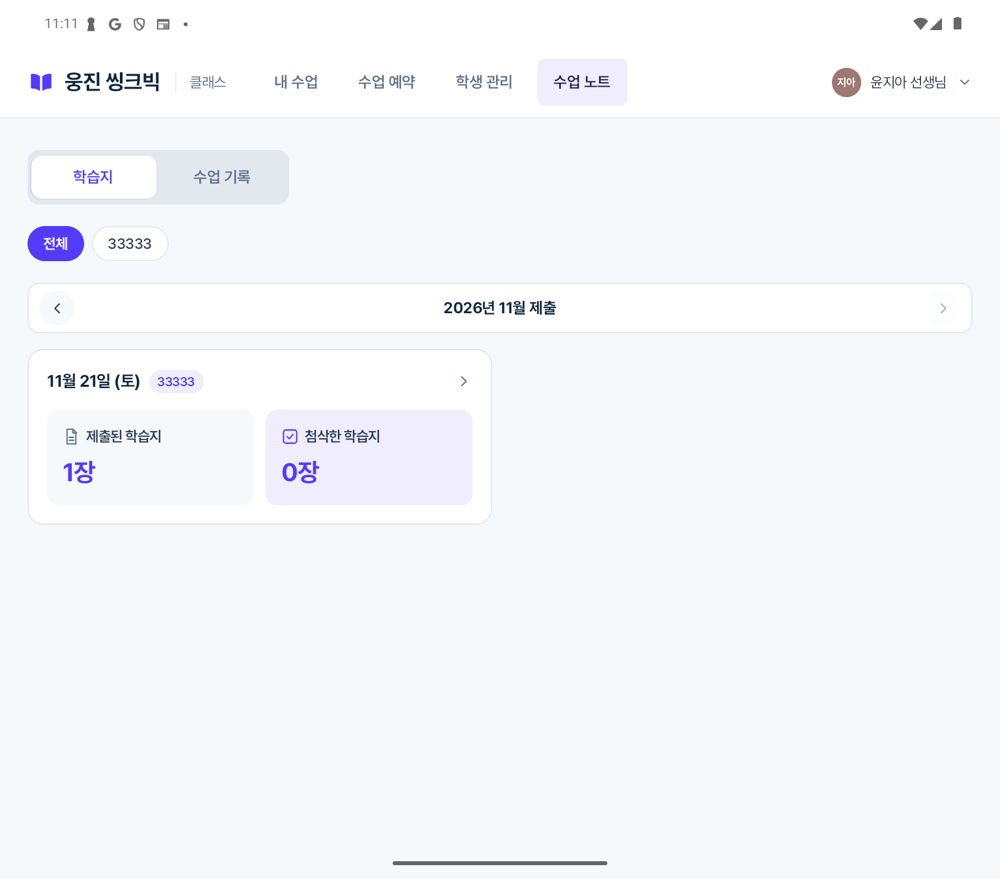 11:11
웅진 씽크빅 클래스 내 수업 수업 예약 학생 관리 수업 노트 지아 윤지아 선생님
학습지 수업 기록
전체 33333
2026년 11월 제출
11월 21일 (토) 33333
제출된 학습지 첨삭한 학습지
1장 0장